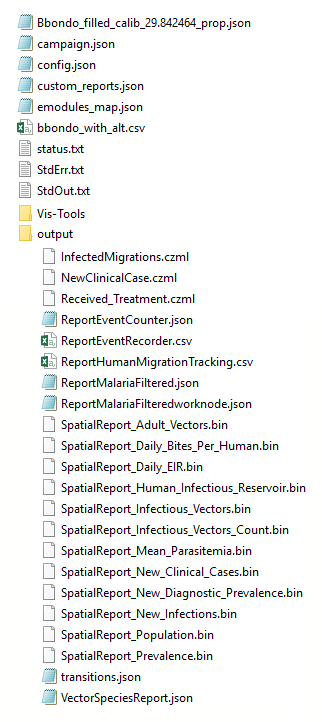 Bbondo_filled_calib_29.842464_prop.json
campaign.json
config.json
custom_reports.json
emodules_map.json
bbondo_with_alt.csv
status.txt
StdErr.txt
StdOut.txt
Vis-Tools
output
InfectedMigrations.czml
NewClinicalCase.czml
Received_Treatment.czml
ReportEventCounter.json
ReportEventRecorder.csv
ReportHumanMigrationTracking.csv
ReportMalariaFiltered.json
ReportMalariaFilteredworknode.json
SpatialReport_Adult_Vectors.bin
SpatialReport_Daily_Bites_Per_Human.bin
SpatialReport_Daily_EIR.bin
SpatialReport_Human_Infectious_Reservoir.bin
SpatialReport_Infectious_Vectors.bin
SpatialReport_Infectious_Vectors_Count.bin
SpatialReport_Mean_Parasitemia.bin
SpatialReport_New_Clinical_Cases.bin
SpatialReport_New_Diagnostic_Prevalence.bin
SpatialReport_New_Infections.bin
SpatialReport_Population.bin
SpatialReport_Prevalence.bin
transitions.json
VectorSpeciesReport.json